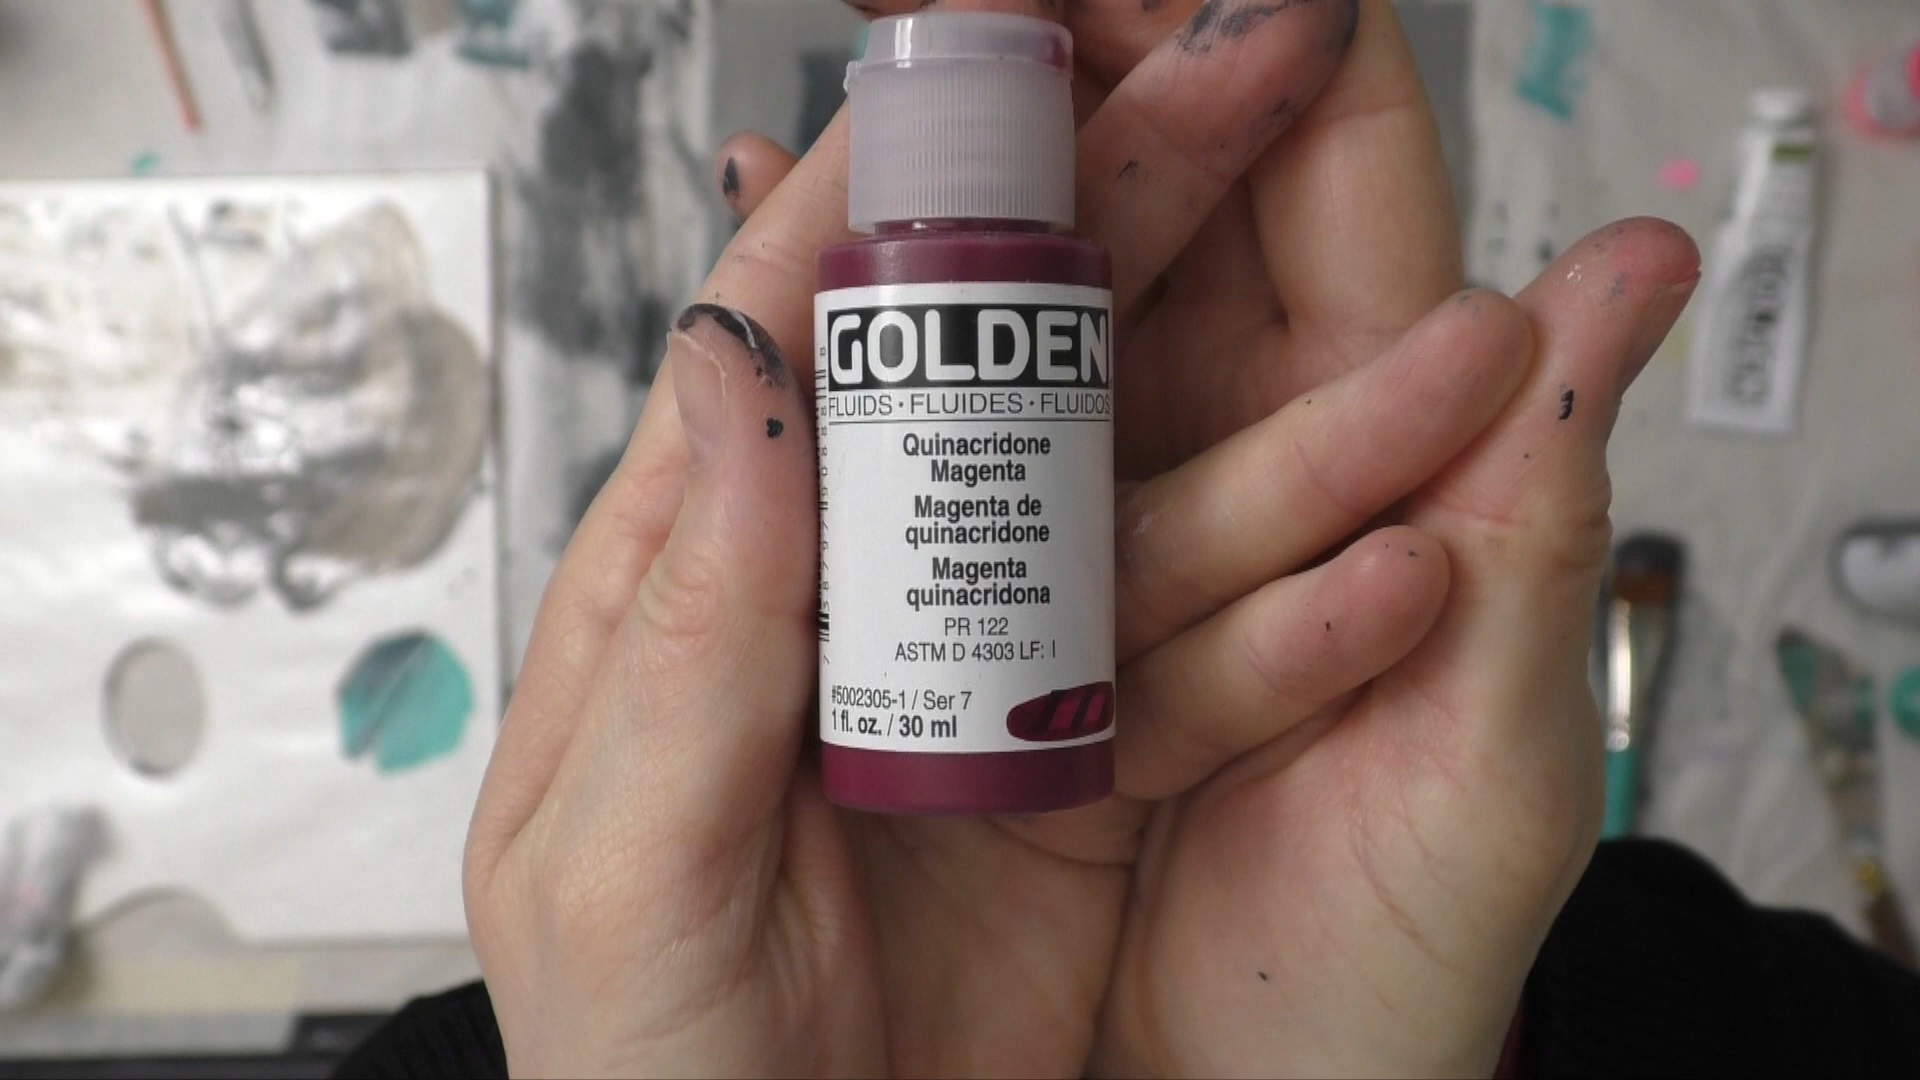 GOLDEN
FLUIDS • FLUIDES • FLUIDOS
Quinacridone
Magenta
Magenta de
quinacridone
Magenta
quinacridona
PR 122
ASTM D 4303 LF: I
#5002305-1 / Ser 7
1 fl. oz. / 30 ml